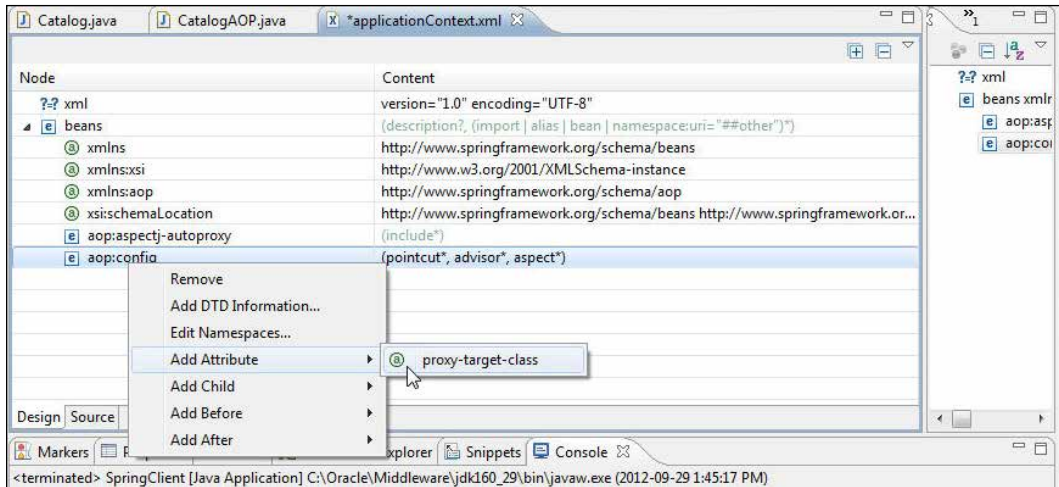 Catalog.java CatalogAOP.java *applicationContext.xml 1
Node Content
?=? xml version="1.0" encoding="UTF-8"
e beans (description?, (import | alias | bean | namespace:uri="##other")*)
a xmlns http://www.springframework.org/schema/beans
a xmlns:xsi http://www.w3.org/2001/XMLSchema-instance
a xmlns:aop http://www.springframework.org/schema/aop
a xsi:schemaLocation http://www.springframework.org/schema/beans http://www.springframework.or...
e aop:aspectj-autoproxy (include*)
e aop:config (pointcut*, advisor*, aspect*)
Remove
Add DTD Information...
Edit Namespaces...
Add Attribute
a proxy-target-class
Add Child
Add Before
Add After
Design Source
?=? xml
e beans xmlr
e aop:asp
e aop:co
Markers xplorer Snippets Console
<terminated> SpringClient [Java Application] C:\Oracle\Middleware\jdk160_29\bin\javaw.exe (2012-09-29 1:45:17 PM)